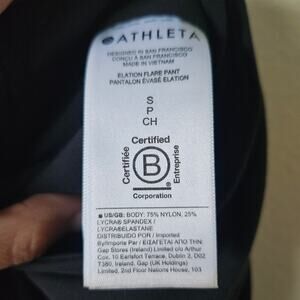 ATHLETA
DESIGNED IN SAN FRANCISCO
CONÇU À SAN FRANCISCO
MADE IN VIETNAM
ELATION FLARE PANT
PANTALON ÉVASÉ ELATION
S
P
CH
Certified
Certifiée
B
®
Entreprise
Corporation
US/GB: BODY: 75% NYLON, 25%
LYCRA® SPANDEX /
LYCRA®ELASTANE
DISTRIBUIDO POR / Imported
By/Importe Par / ΕΙΣΑΓΕΤΑΙ ΑΠΟ ΤΗΝ:
Gap Stores (Ireland) Limited c/o Arthur
Cox, 10 Earlsfort Terrace, Dublin 2, D02
T380, Ireland, Gap (UK Holdings)
Limited, 2nd Floor Nations House, 103